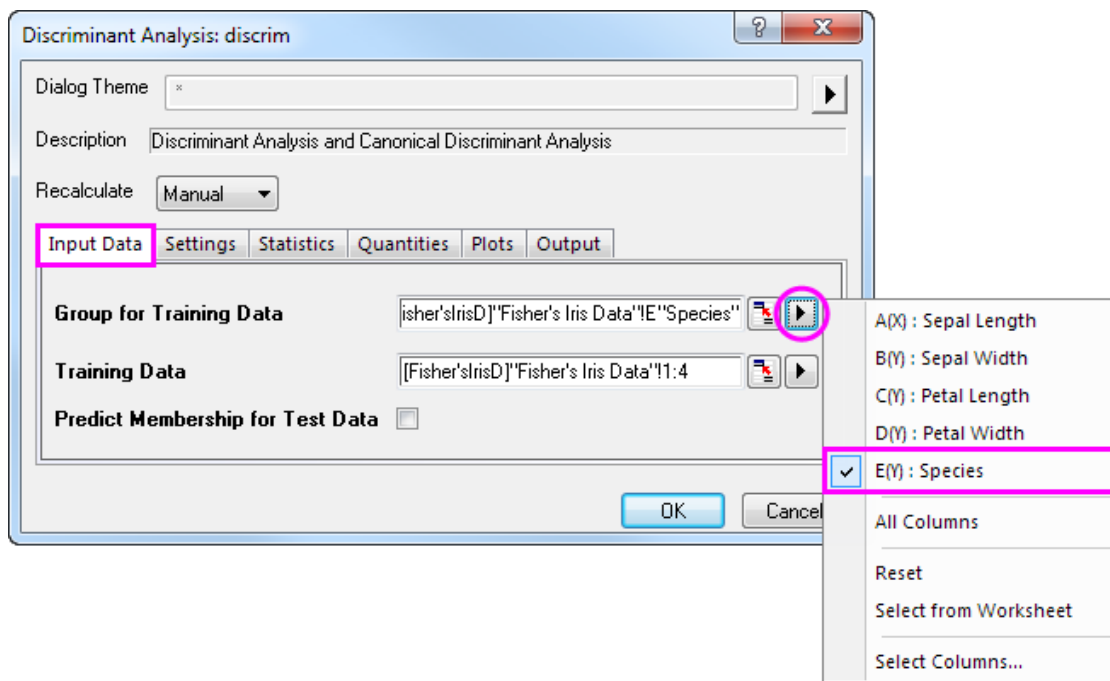 Discriminant Analysis: discrim
Dialog Theme *
Description Discriminant Analysis and Canonical Discriminant Analysis
Recalculate Manual
Input Data Settings Statistics Quantities Plots Output
Group for Training Data isher'sIrisD]"Fisher's Iris Data"!E"Species"
Training Data [Fisher'sIrisD]"Fisher's Iris Data"!1:4
Predict Membership for Test Data
OK Cancel
A(X) : Sepal Length
B(Y) : Sepal Width
C(Y) : Petal Length
D(Y) : Petal Width
E(Y) : Species
All Columns
Reset
Select from Worksheet
Select Columns...